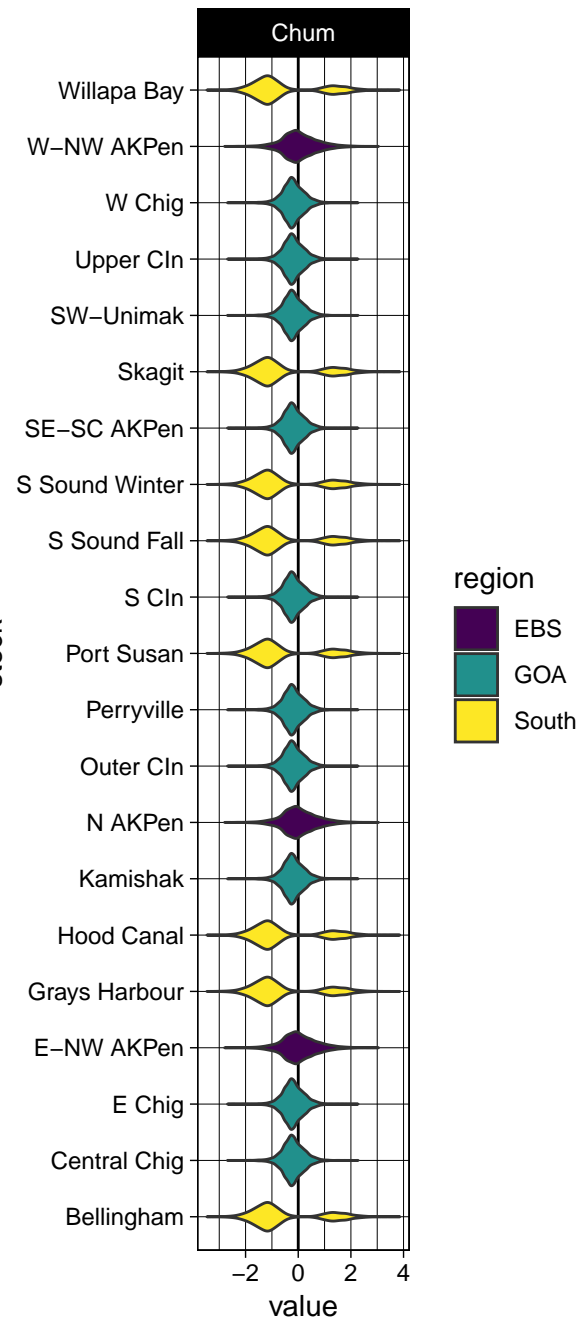 Chum
Willapa Bay
W−NW AKPen
W Chig
Upper CIn
SW−Unimak
Skagit
SE−SC AKPen
S Sound Winter
S Sound Fall
S CIn
Port Susan
Perryville
Outer CIn
N AKPen
Kamishak
Hood Canal
Grays Harbour
E−NW AKPen
E Chig
Central Chig
Bellingham
−2 0 2 4
value
region
EBS
GOA
South